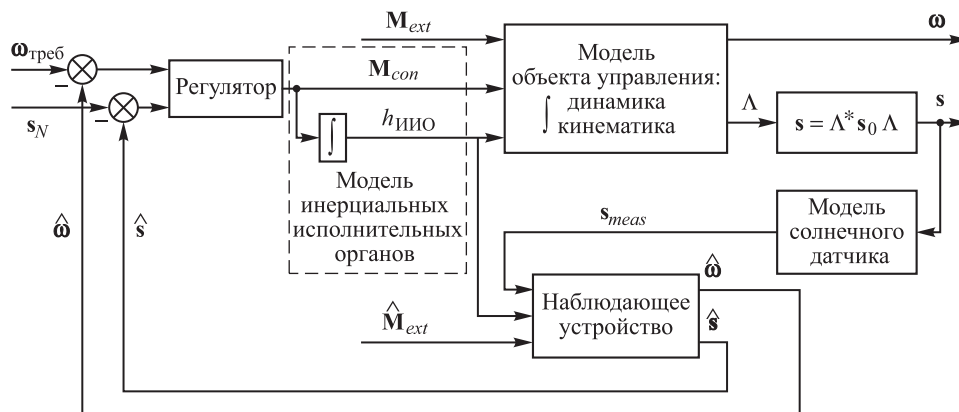 M_ext
ω
ω_треб
−
Регулятор
M_con
Модель
объекта управления:
∫ динамика
кинематика
Λ
s = Λ* s₀ Λ
s
s_N
−
∫
h_ИИО
Модель
инерциальных
исполнительных
органов
ω̂
ŝ
s_meas
Модель
солнечного
датчика
M̂_ext
Наблюдающее
устройство
ω̂
ŝ